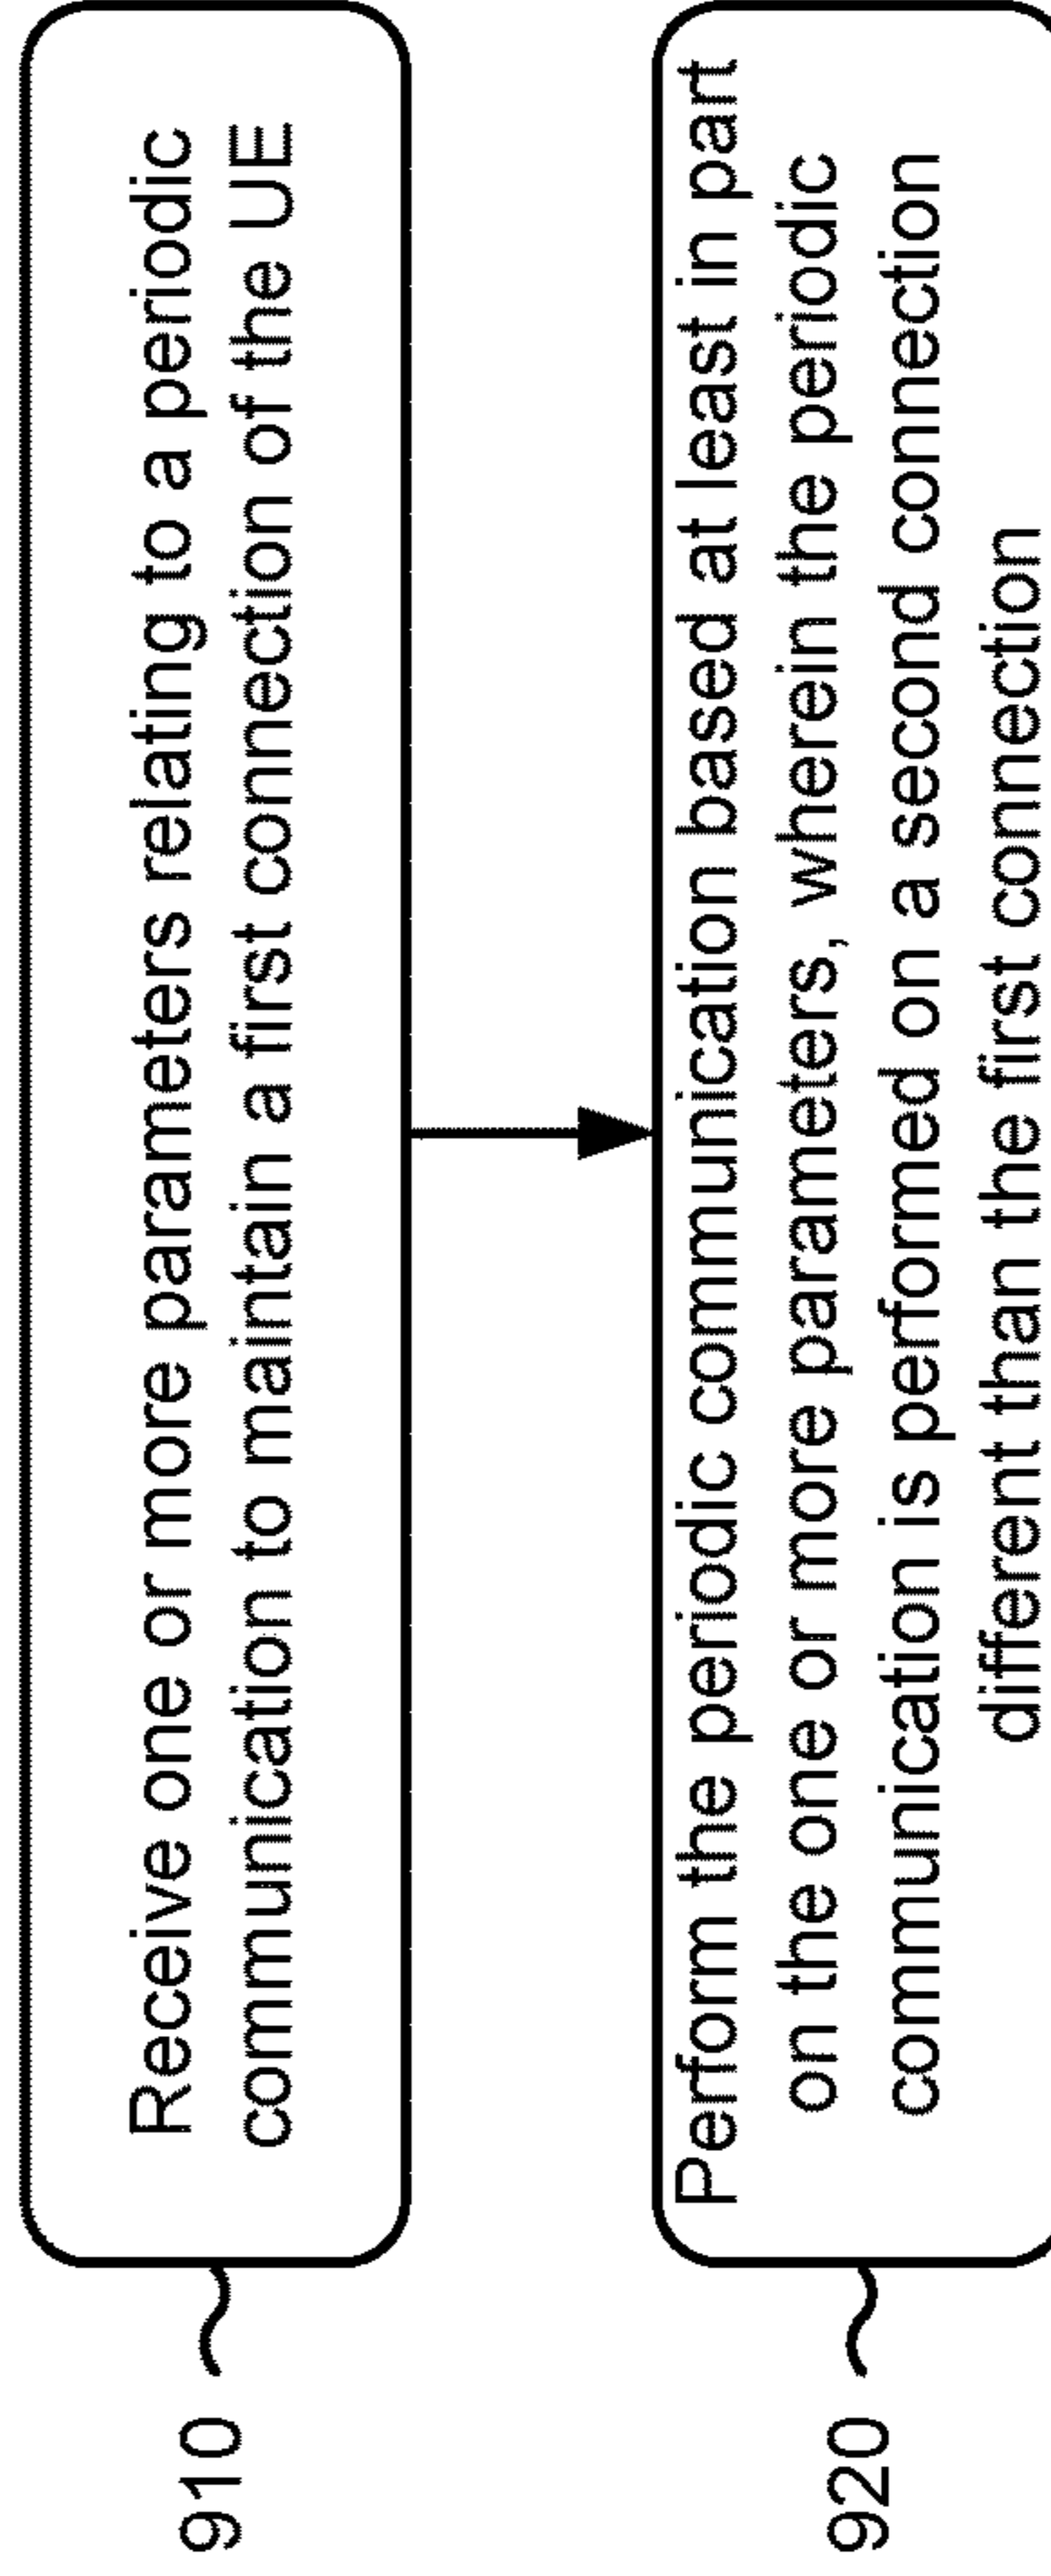 910
Receive one or more parameters relating to a periodic
communication to maintain a first connection of the UE
920
Perform the periodic communication based at least in part
on the one or more parameters, wherein the periodic
communication is performed on a second connection
different than the first connection